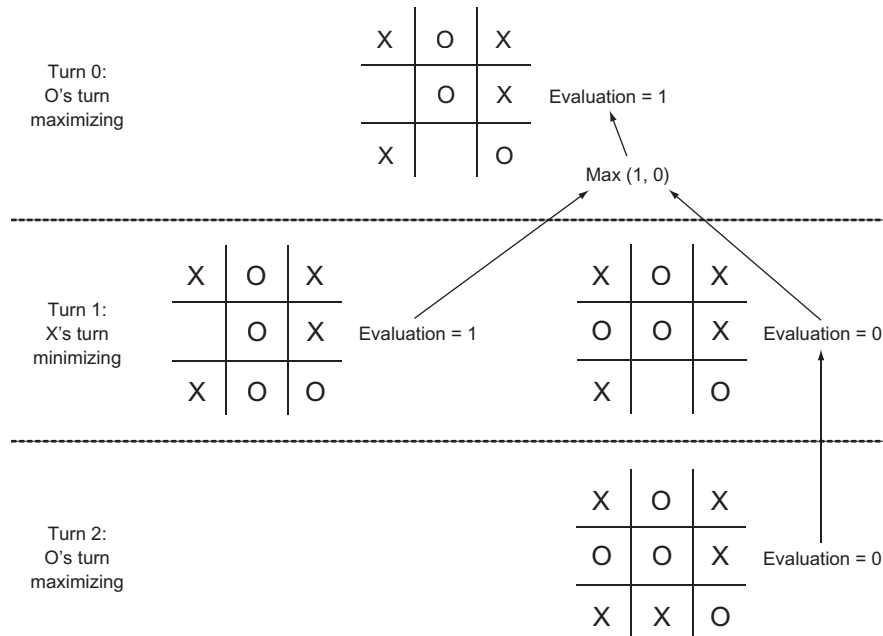 X O X
Turn 0:
O's turn
maximizing
O X
Evaluation = 1
X O
Max (1, 0)
X O X
X O X
Turn 1:
X's turn
minimizing
O X
Evaluation = 1
O O X
Evaluation = 0
X O O
X O
X O X
Turn 2:
O's turn
maximizing
O O X
Evaluation = 0
X X O